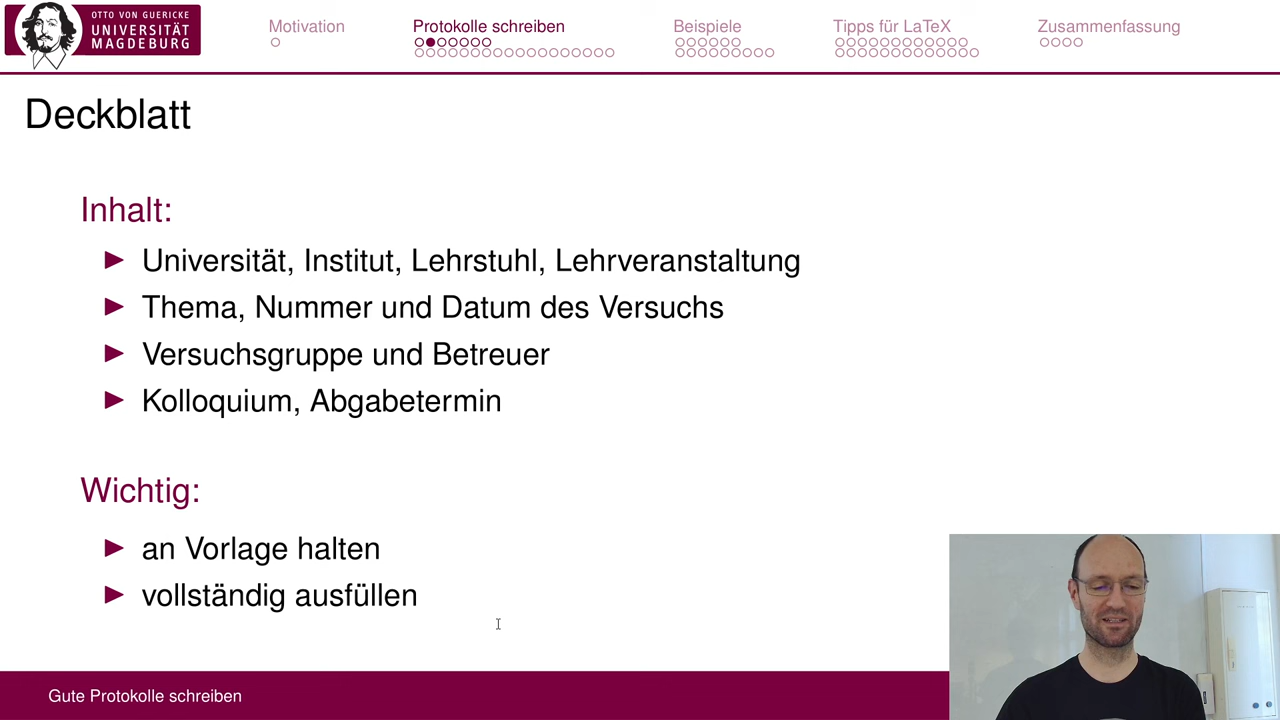 OTTO VON GUERICKE
UNIVERSITÄT
MAGDEBURG
Motivation
Protokolle schreiben
Beispiele
Tipps für LaTeX
Zusammenfassung
Deckblatt
Inhalt:
Universität, Institut, Lehrstuhl, Lehrveranstaltung
Thema, Nummer und Datum des Versuchs
Versuchsgruppe und Betreuer
Kolloquium, Abgabetermin
Wichtig:
an Vorlage halten
vollständig ausfüllen
Gute Protokolle schreiben